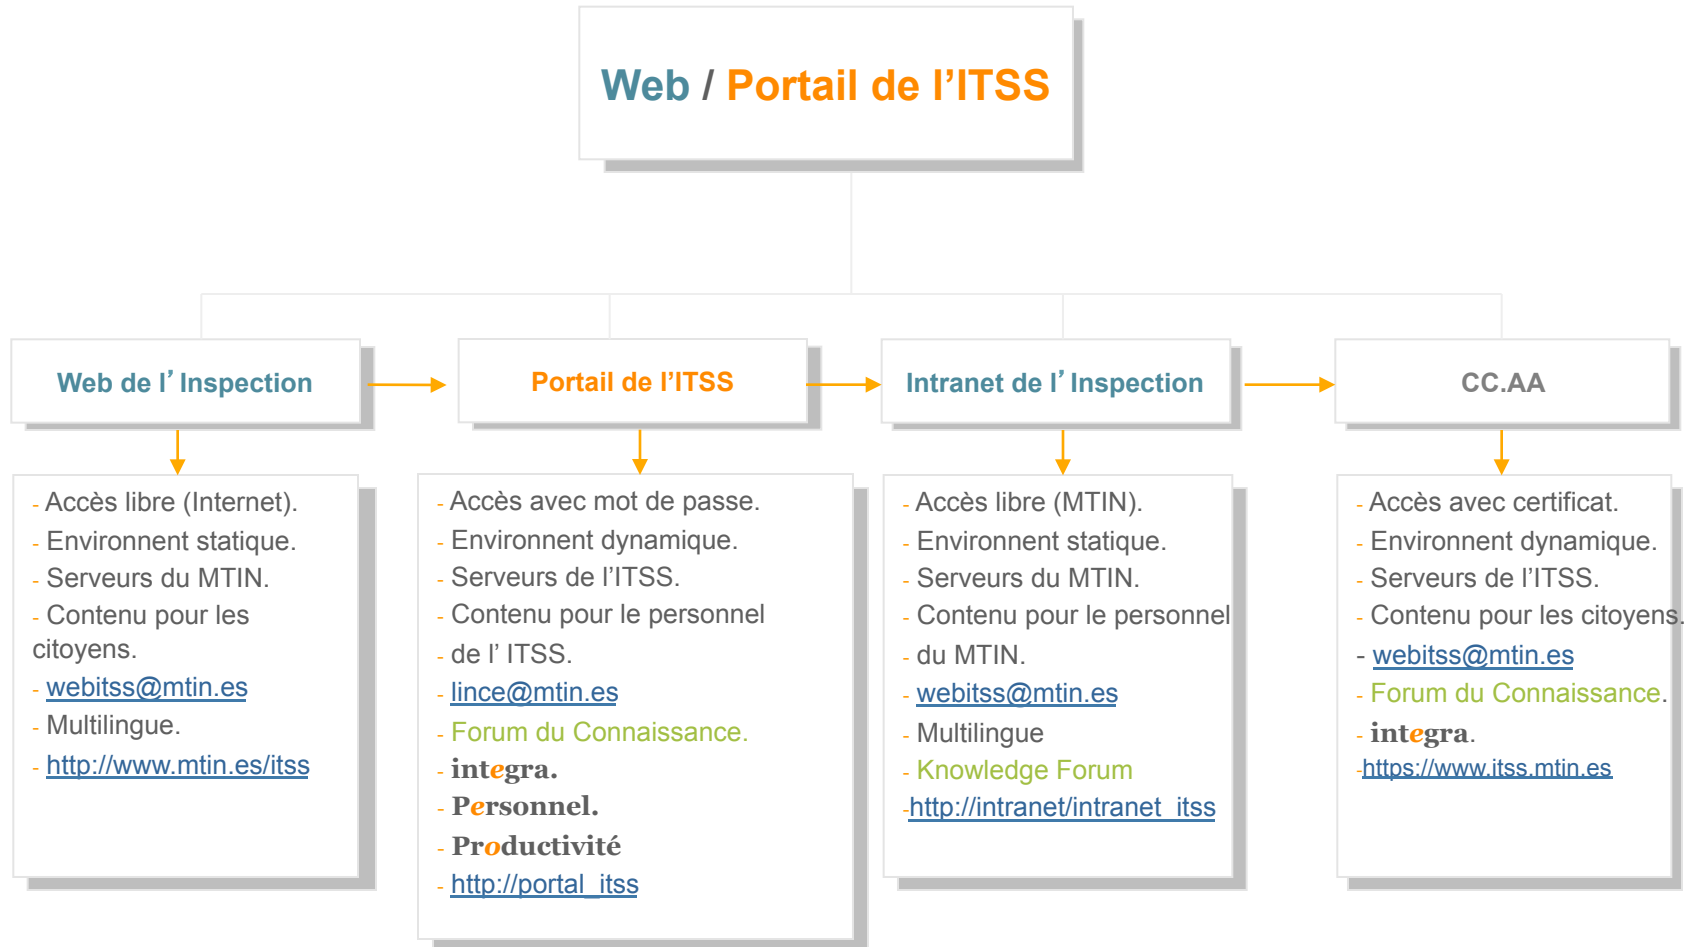 Web / Portail de l’ITSS
Web de l’Inspection
Portail de l’ITSS
Intranet de l’Inspection
CC.AA
- Accès libre (Internet).
- Environnent statique.
- Serveurs du MTIN.
- Contenu pour les
citoyens.
- webitss@mtin.es
- Multilingue.
- http://www.mtin.es/itss
- Accès avec mot de passe.
- Environnent dynamique.
- Serveurs de l’ITSS.
- Contenu pour le personnel
- de l’ ITSS.
- lince@mtin.es
- Forum du Connaissance.
- integra.
- Personnel.
- Productivité
- http://portal_itss
- Accès libre (MTIN).
- Environnent statique.
- Serveurs du MTIN.
- Contenu pour le personnel
- du MTIN.
- webitss@mtin.es
- Multilingue
- Knowledge Forum
-http://intranet/intranet_itss
- Accès avec certificat.
- Environnent dynamique.
- Serveurs de l’ITSS.
- Contenu pour les citoyens.
- webitss@mtin.es
- Forum du Connaissance.
- integra.
-https://www.itss.mtin.es